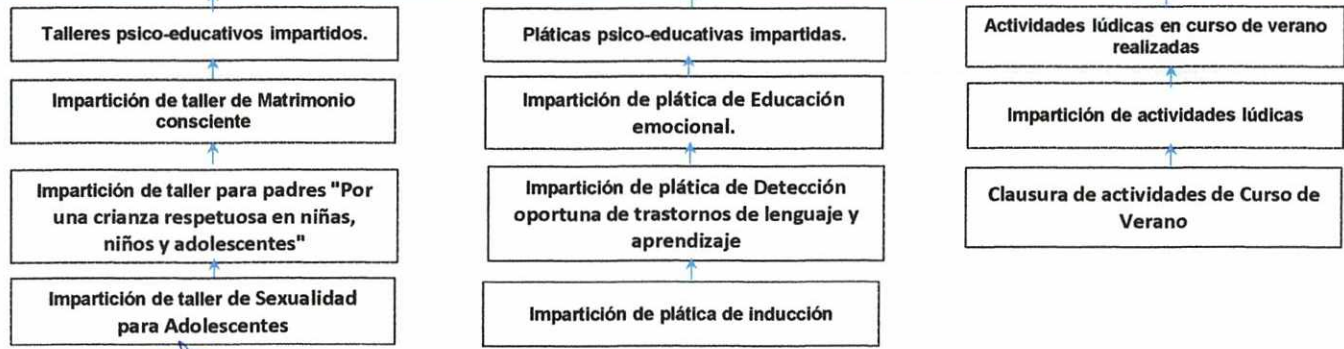 Talleres psico-educativos impartidos.
Impartición de taller de Matrimonio
consciente
Impartición de taller para padres "Por
una crianza respetuosa en niñas,
niños y adolescentes"
Impartición de taller de Sexualidad
para Adolescentes
Pláticas psico-educativas impartidas.
Impartición de plática de Educación
emocional.
Impartición de plática de Detección
oportuna de trastornos de lenguaje y
aprendizaje
Impartición de plática de inducción
Actividades lúdicas en curso de verano
realizadas
Impartición de actividades lúdicas
Clausura de actividades de Curso de
Verano